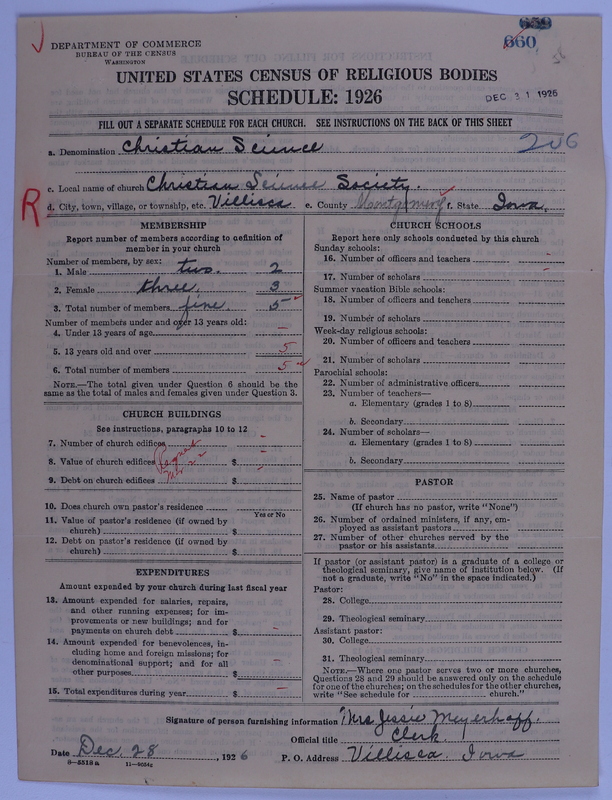 660
DEPARTMENT OF COMMERCE
BUREAU OF THE CENSUS
WASHINGTON
UNITED STATES CENSUS OF RELIGIOUS BODIES
SCHEDULE: 1926
DEC 31 1926
FILL OUT A SEPARATE SCHEDULE FOR EACH CHURCH. SEE INSTRUCTIONS ON THE BACK OF THIS SHEET
206
a. Denomination Christian Science
c. Local name of church Christian Science Society.
R
d. City, town, village, or township, etc. Villisca e. County Montgomery f. State Iowa.
MEMBERSHIP
Report number of members according to definition of
member in your church
Number of members, by sex:
1. Male two. 2
2. Female three. 3
3. Total number of members five. 5
Number of members under and over 13 years old:
4. Under 13 years of age –
5. 13 years old and over 5
6. Total number of members 5
NOTE.—The total given under Question 6 should be the
same as the total of males and females given under Question 3.
CHURCH BUILDINGS
See instructions, paragraphs 10 to 12
7. Number of church edifices –
8. Value of church edifices $ –
9. Debt on church edifices $ –
10. Does church own pastor's residence
Yes or No
11. Value of pastor's residence (if owned by
church) $
12. Debt on pastor's residence (if owned by
church) $
EXPENDITURES
Amount expended by your church during last fiscal year
13. Amount expended for salaries, repairs,
and other running expenses; for im-
provements or new buildings; and for
payments on church debt $ –
14. Amount expended for benevolences, in-
cluding home and foreign missions; for
denominational support; and for all
other purposes $ –
15. Total expenditures during year $ –
CHURCH SCHOOLS
Report here only schools conducted by this church
Sunday schools:
16. Number of officers and teachers –
17. Number of scholars –
Summer vacation Bible schools:
18. Number of officers and teachers
19. Number of scholars
Week-day religious schools:
20. Number of officers and teachers
21. Number of scholars
Parochial schools:
22. Number of administrative officers
23. Number of teachers—
a. Elementary (grades 1 to 8)
b. Secondary
24. Number of scholars—
a. Elementary (grades 1 to 8)
b. Secondary
PASTOR
25. Name of pastor
(If church has no pastor, write "None")
26. Number of ordained ministers, if any, em-
ployed as assistant pastors
27. Number of other churches served by the
pastor or his assistants
If pastor (or assistant pastor) is a graduate of a college or
theological seminary, give name of institution below. (If
not a graduate, write "No" in the space indicated.)
Pastor:
28. College
29. Theological seminary
Assistant pastor:
30. College
31. Theological seminary
NOTE.—Where one pastor serves two or more churches,
Questions 28 and 29 should be answered only on the schedule
for one of the churches; on the schedules for the other churches,
write "See schedule for ______ church."
Signature of person furnishing information Mrs Jessie Meyerhoff.
Official title Clerk.
Date Dec. 28, 1926 P. O. Address Villisca. Iowa
8—5518a 11—9054c